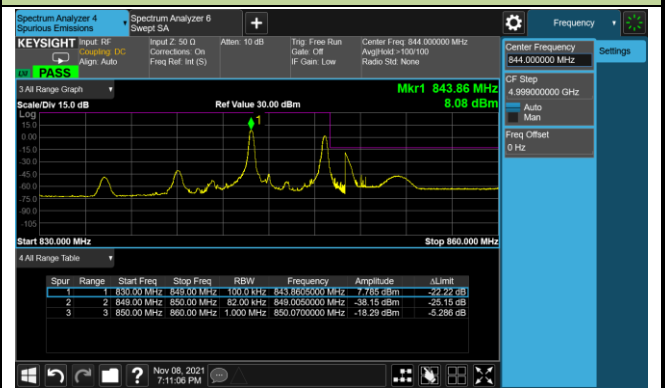 Spectrum Analyzer 4
Spurious Emissions
Spectrum Analyzer 6
Swept SA
Frequency
KEYSIGHT
Input: RF
Coupling: DC
Align: Auto
Input Z: 50 Ω
Corrections: On
Freq Ref: Int (S)
Atten: 10 dB
Trig: Free Run
Gate: Off
IF Gain: Low
Center Freq: 844.000000 MHz
Avg|Hold:>100/100
Radio Std: None
PASS
Center Frequency
844.000000 MHz
Settings
CF Step
4.999000000 GHz
Auto
Man
Freq Offset
0 Hz
3 All Range Graph
Scale/Div 15.0 dB
Ref Value 30.00 dBm
Mkr1 843.86 MHz
8.08 dBm
Log
15.0
0.00
-15.0
-30.0
-45.0
-60.0
-75.0
-90.0
-105
1
Start 830.000 MHz
Stop 860.000 MHz
4 All Range Table
Spur Range Start Freq Stop Freq RBW Frequency Amplitude ΔLimit
1 1 830.00 MHz 849.00 MHz 100.0 kHz 843.8605000 MHz 7.785 dBm -22.22 dB
2 2 849.00 MHz 850.00 MHz 82.00 kHz 849.0050000 MHz -38.15 dBm -25.15 dB
3 3 850.00 MHz 860.00 MHz 1.000 MHz 850.0700000 MHz -18.29 dBm -5.286 dB
Nov 08, 2021
7:11:06 PM